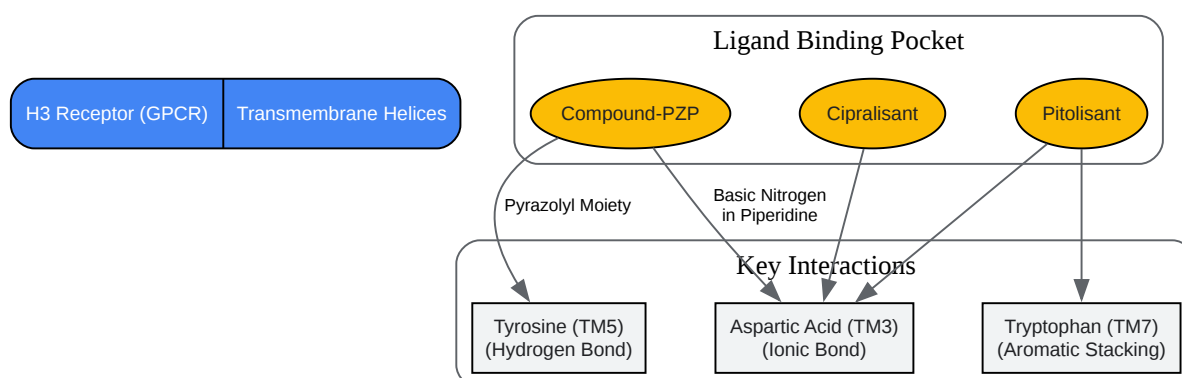 Ligand Binding Pocket
H3 Receptor (GPCR)
Transmembrane Helices
Compound-PZP
Cipralisant
Pitolisant
Pyrazolyl Moiety
Basic Nitrogen
in Piperidine
Key Interactions
Tyrosine (TM5)
(Hydrogen Bond)
Aspartic Acid (TM3)
(Ionic Bond)
Tryptophan (TM7)
(Aromatic Stacking)